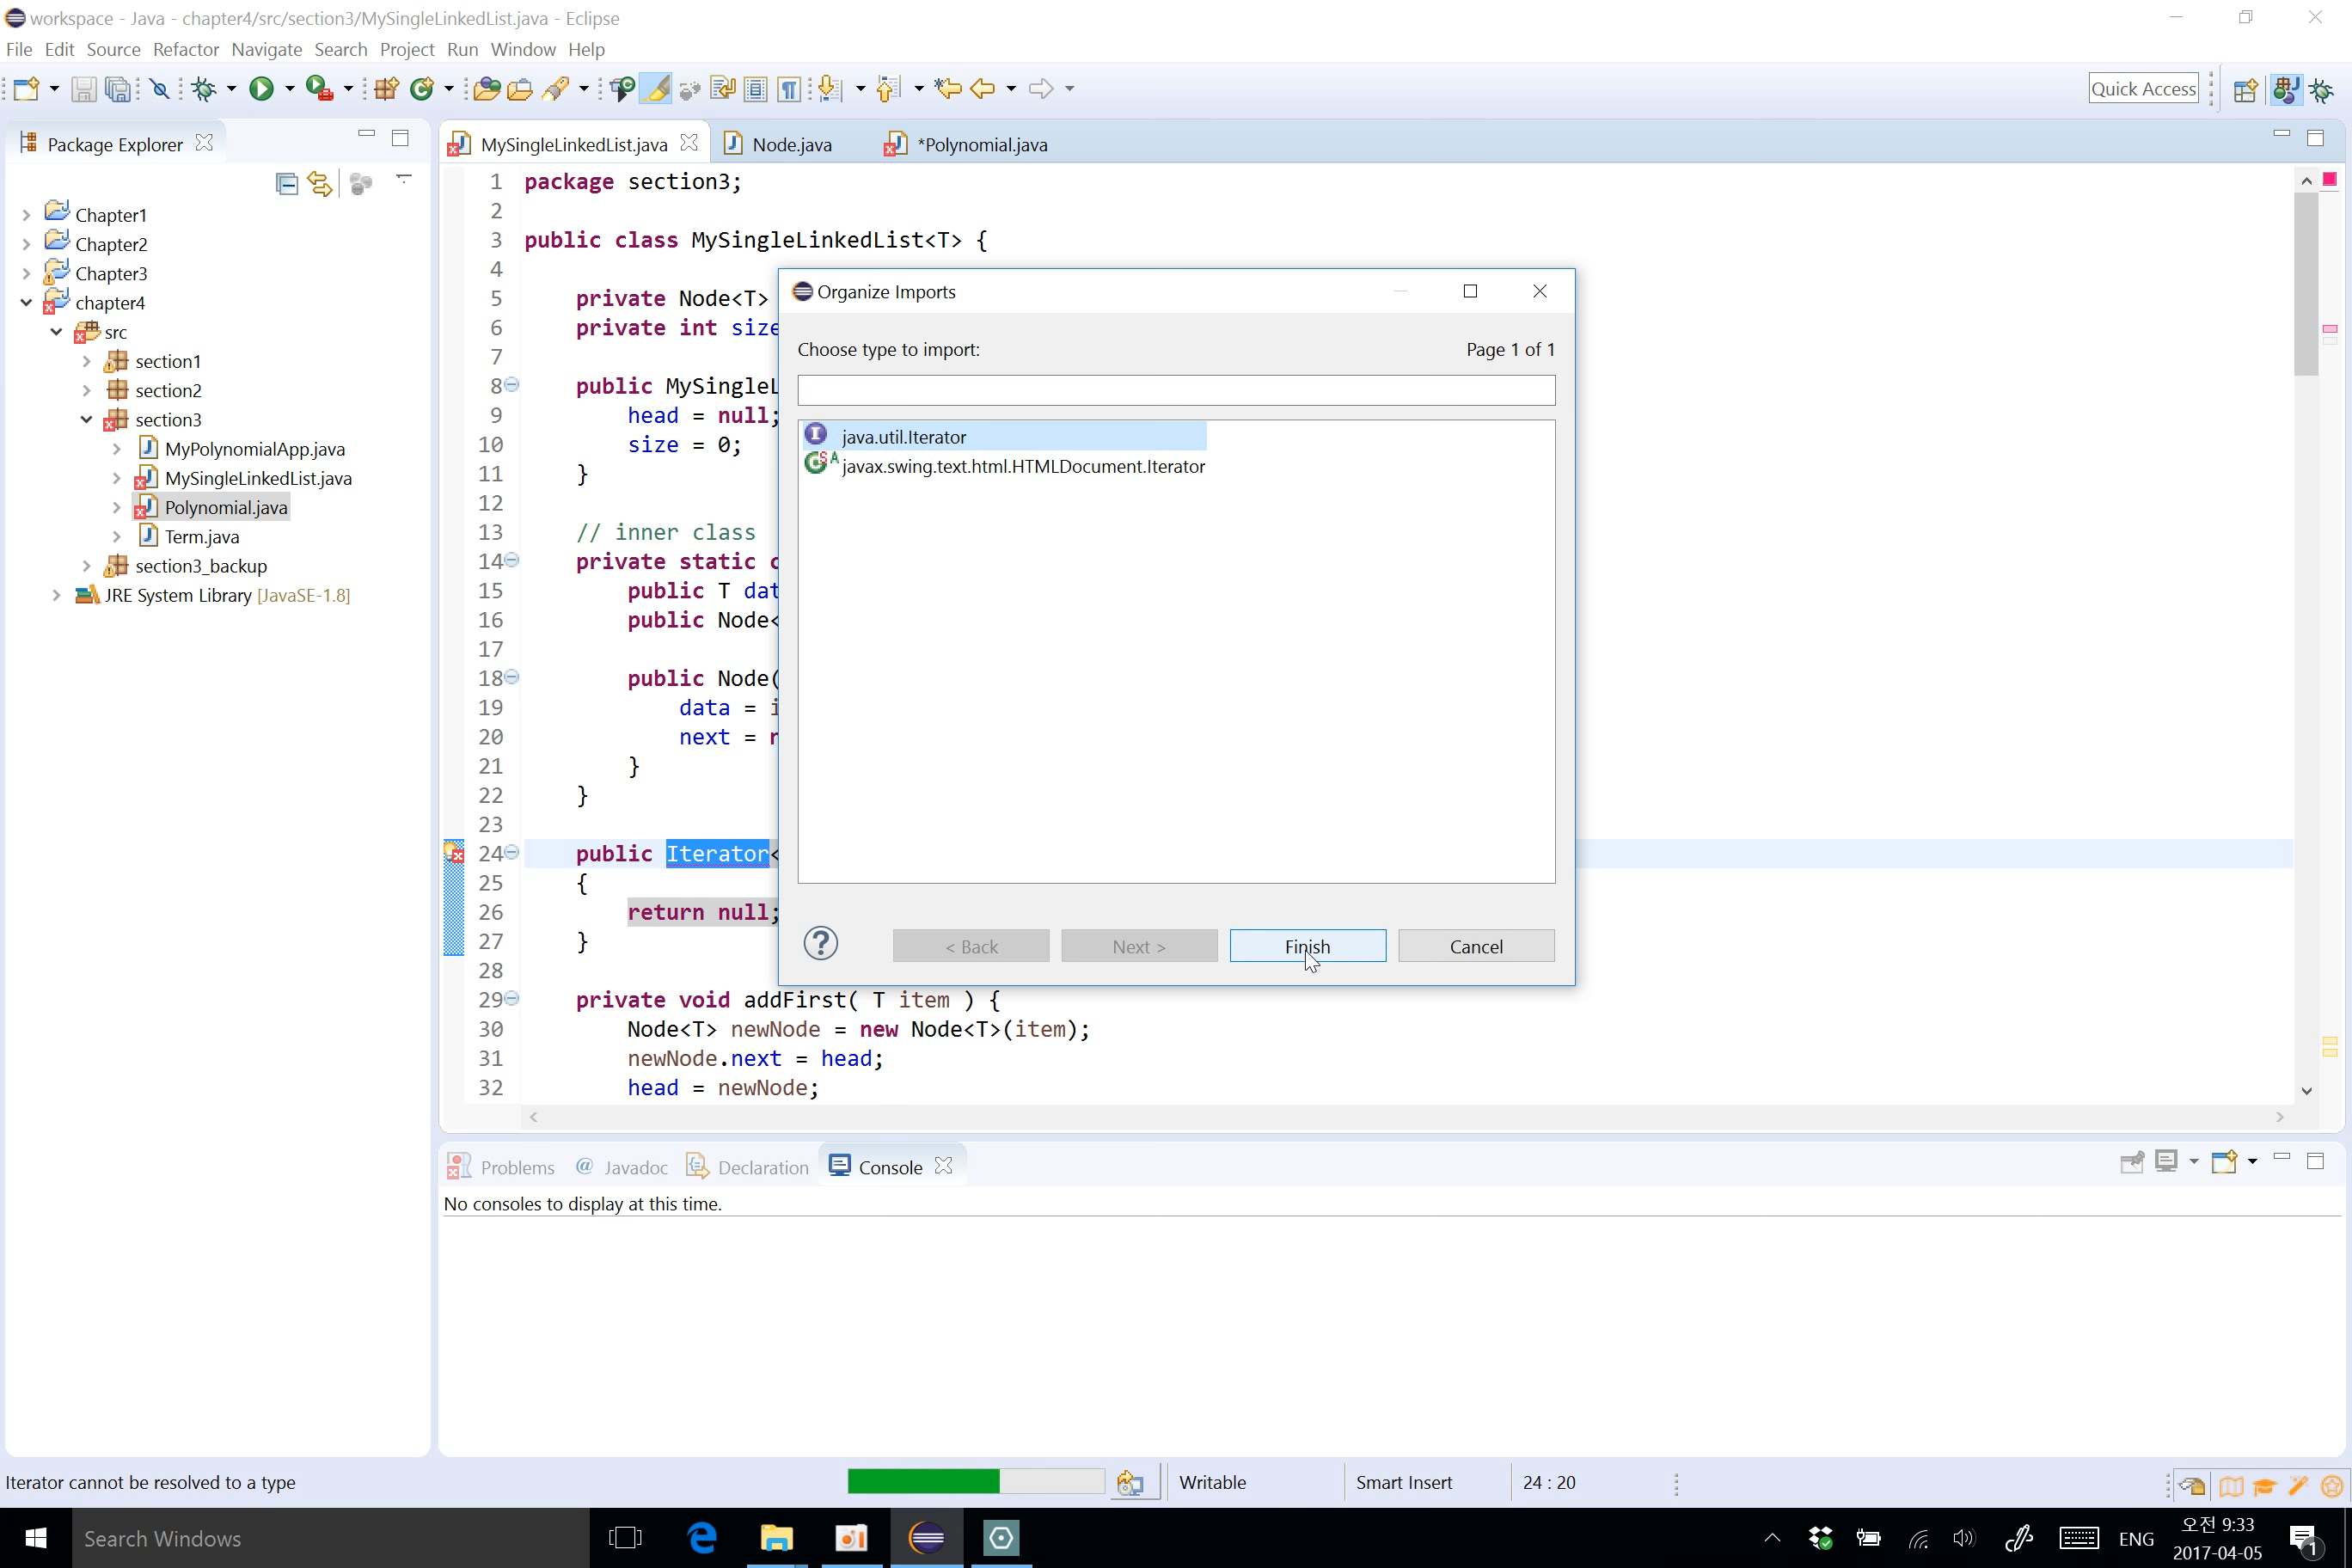 workspace - Java - chapter4/src/section3/MySingleLinkedList.java - Eclipse
File Edit Source Refactor Navigate Search Project Run Window Help
Quick Access
Package Explorer
MySingleLinkedList.java
Node.java
*Polynomial.java
Chapter1
Chapter2
Chapter3
chapter4
src
section1
section2
section3
MyPolynomialApp.java
MySingleLinkedList.java
Polynomial.java
Term.java
section3_backup
JRE System Library [JavaSE-1.8]
1 package section3;
2
3 public class MySingleLinkedList<T> {
4
5 private Node<T>
6 private int size
7
8 public MySingleL
9 head = null;
10 size = 0;
11 }
12
13 // inner class
14 private static c
15 public T dat
16 public Node<
17
18 public Node(
19 data = i
20 next = n
21 }
22 }
23
24 public Iterator<
25 {
26 return null;
27 }
28
29 private void addFirst( T item ) {
30 Node<T> newNode = new Node<T>(item);
31 newNode.next = head;
32 head = newNode;
Organize Imports
Choose type to import:
Page 1 of 1
java.util.Iterator
javax.swing.text.html.HTMLDocument.Iterator
< Back
Next >
Finish
Cancel
Problems
@ Javadoc
Declaration
Console
No consoles to display at this time.
Iterator cannot be resolved to a type
Writable
Smart Insert
24 : 20
Search Windows
ENG
오전 9:33
2017-04-05
1